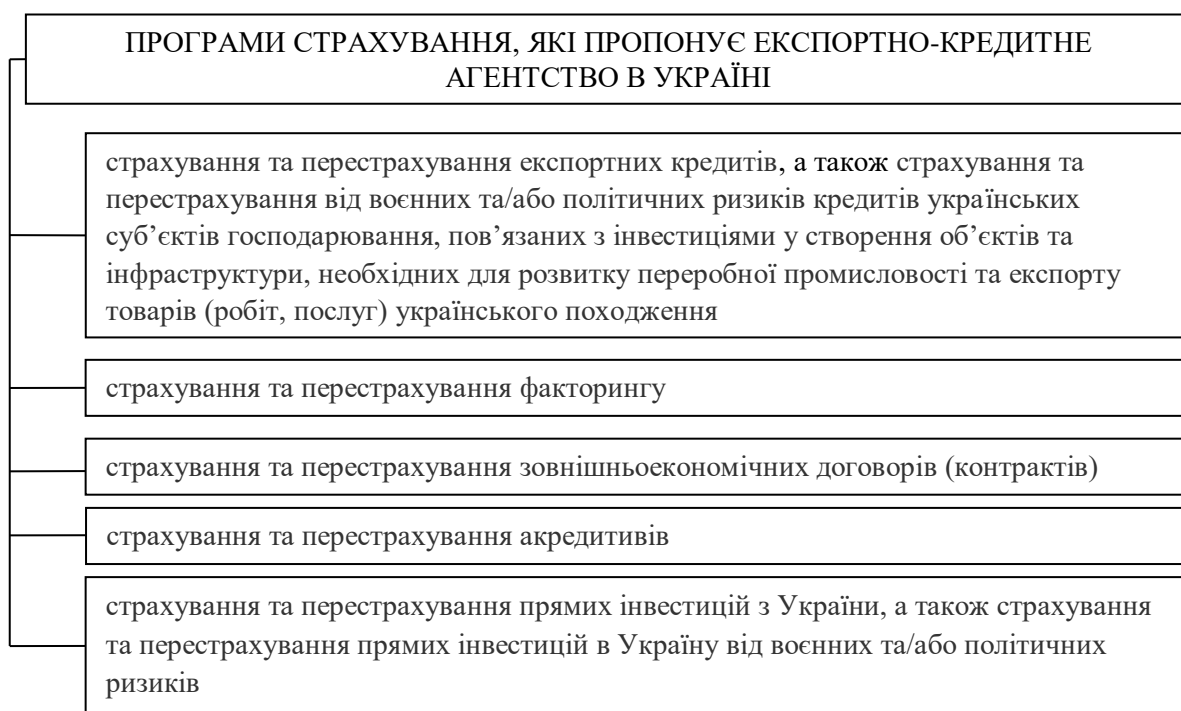 ПРОГРАМИ СТРАХУВАННЯ, ЯКІ ПРОПОНУЄ ЕКСПОРТНО-КРЕДИТНЕ
АГЕНТСТВО В УКРАЇНІ
страхування та перестрахування експортних кредитів, а також страхування та
перестрахування від воєнних та/або політичних ризиків кредитів українських
суб’єктів господарювання, пов’язаних з інвестиціями у створення об’єктів та
інфраструктури, необхідних для розвитку переробної промисловості та експорту
товарів (робіт, послуг) українського походження
страхування та перестрахування факторингу
страхування та перестрахування зовнішньоекономічних договорів (контрактів)
страхування та перестрахування акредитивів
страхування та перестрахування прямих інвестицій з України, а також страхування
та перестрахування прямих інвестицій в Україну від воєнних та/або політичних
ризиків